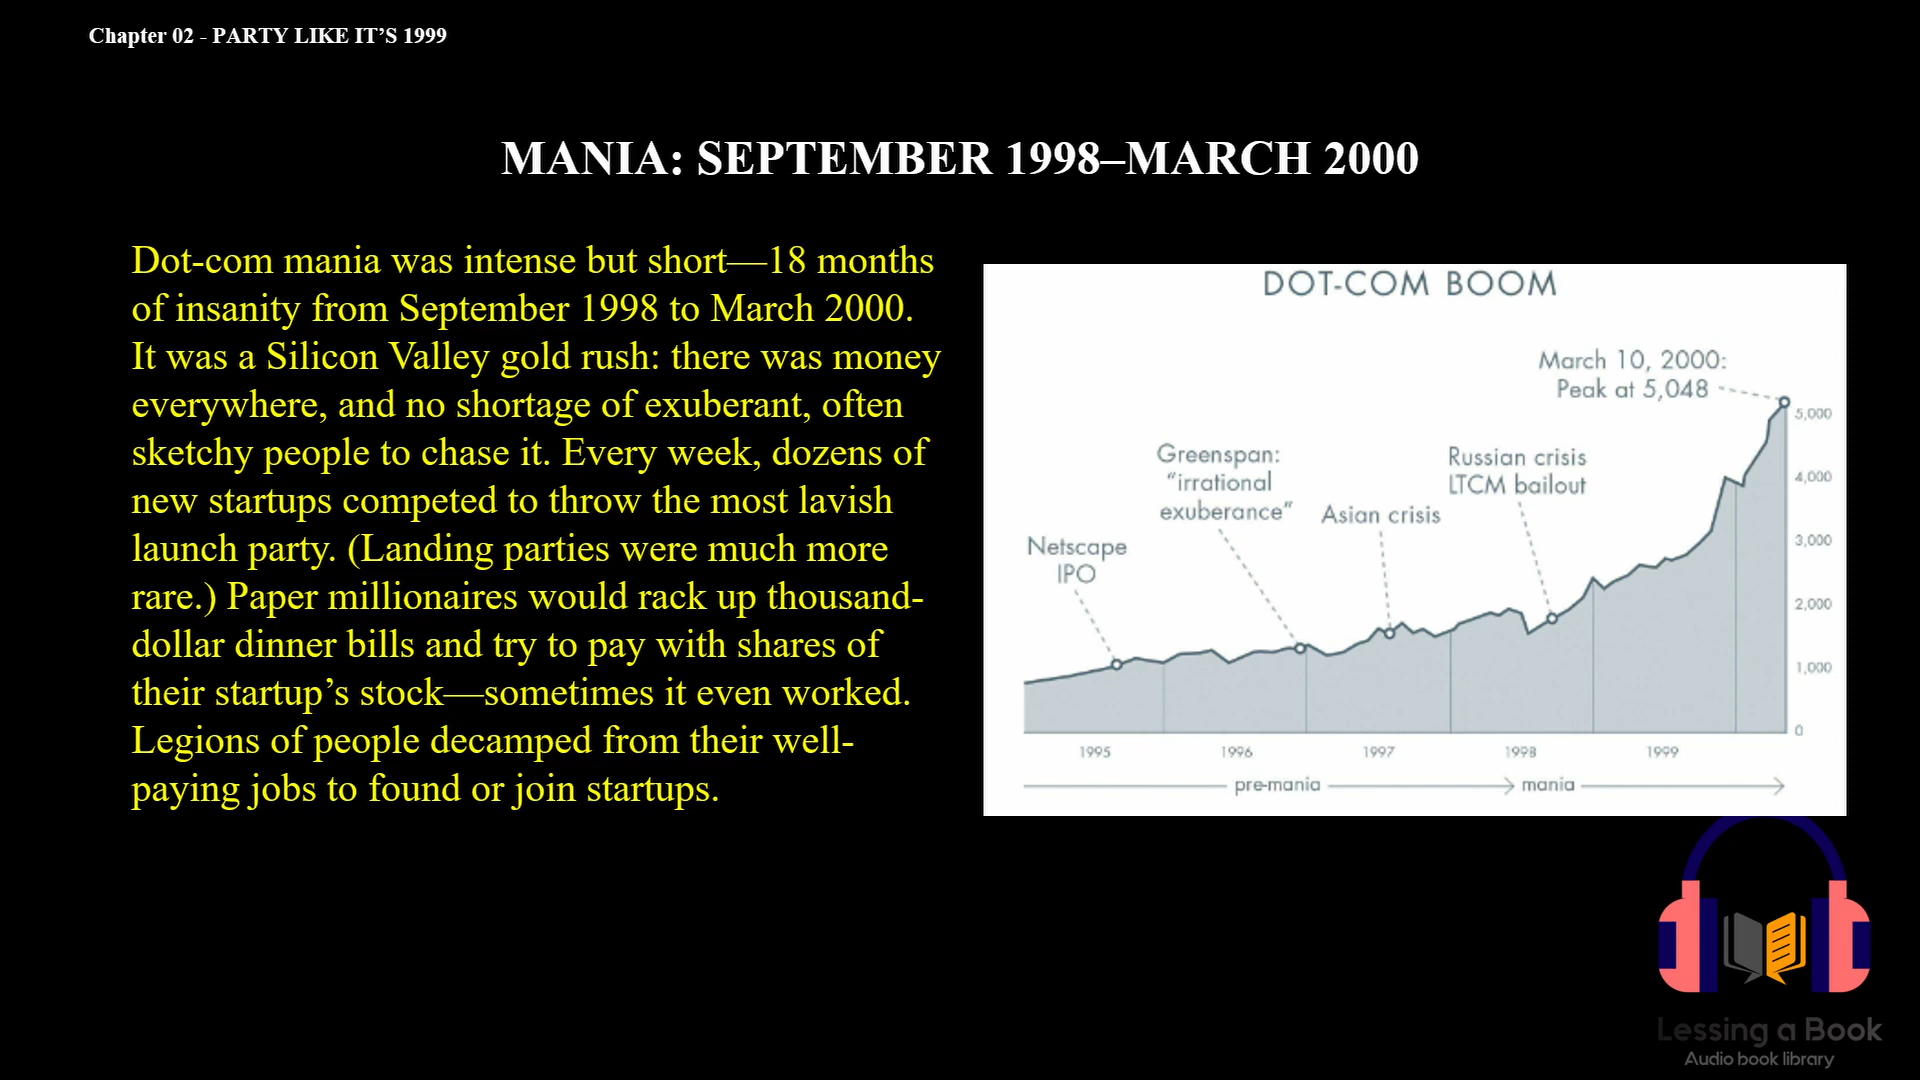 Chapter 02 - PARTY LIKE IT’S 1999
MANIA: SEPTEMBER 1998–MARCH 2000
Dot-com mania was intense but short—18 months
of insanity from September 1998 to March 2000.
It was a Silicon Valley gold rush: there was money
everywhere, and no shortage of exuberant, often
sketchy people to chase it. Every week, dozens of
new startups competed to throw the most lavish
launch party. (Landing parties were much more
rare.) Paper millionaires would rack up thousand-
dollar dinner bills and try to pay with shares of
their startup’s stock—sometimes it even worked.
Legions of people decamped from their well-
paying jobs to found or join startups.
DOT-COM BOOM
March 10, 2000:
Peak at 5,048
Greenspan:
“irrational
exuberance”
Russian crisis
LTCM bailout
Asian crisis
Netscape
IPO
5,000
4,000
3,000
2,000
1,000
0
1995 1996 1997 1998 1999
pre-mania mania
Lessing a Book
Audio book library